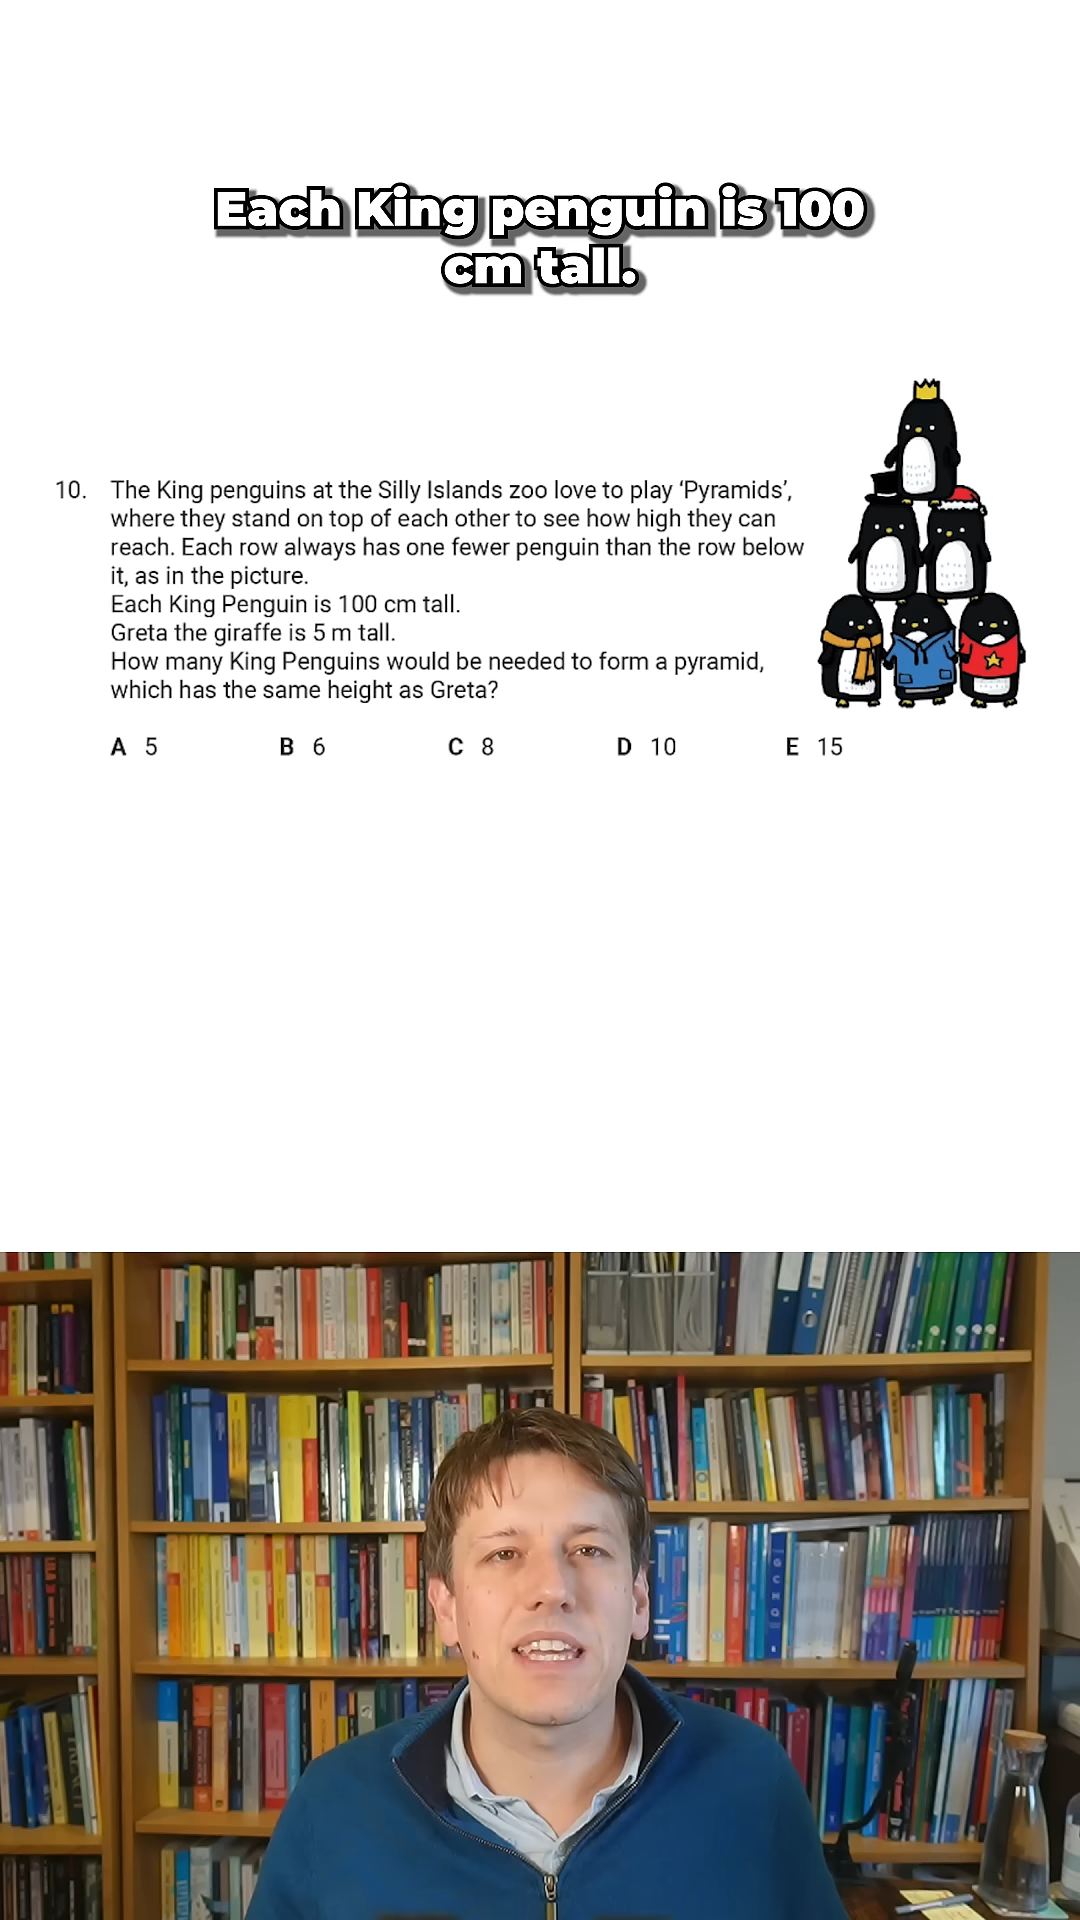 Each King penguin is 100
cm tall.
10. The King penguins at the Silly Islands zoo love to play ‘Pyramids’,
where they stand on top of each other to see how high they can
reach. Each row always has one fewer penguin than the row below
it, as in the picture.
Each King Penguin is 100 cm tall.
Greta the giraffe is 5 m tall.
How many King Penguins would be needed to form a pyramid,
which has the same height as Greta?
A 5 B 6 C 8 D 10 E 15